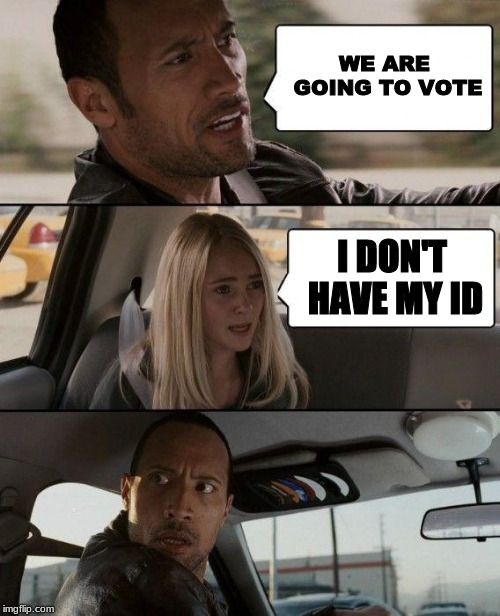 WE ARE
GOING TO VOTE
I DON'T
HAVE MY ID
imgflip.com